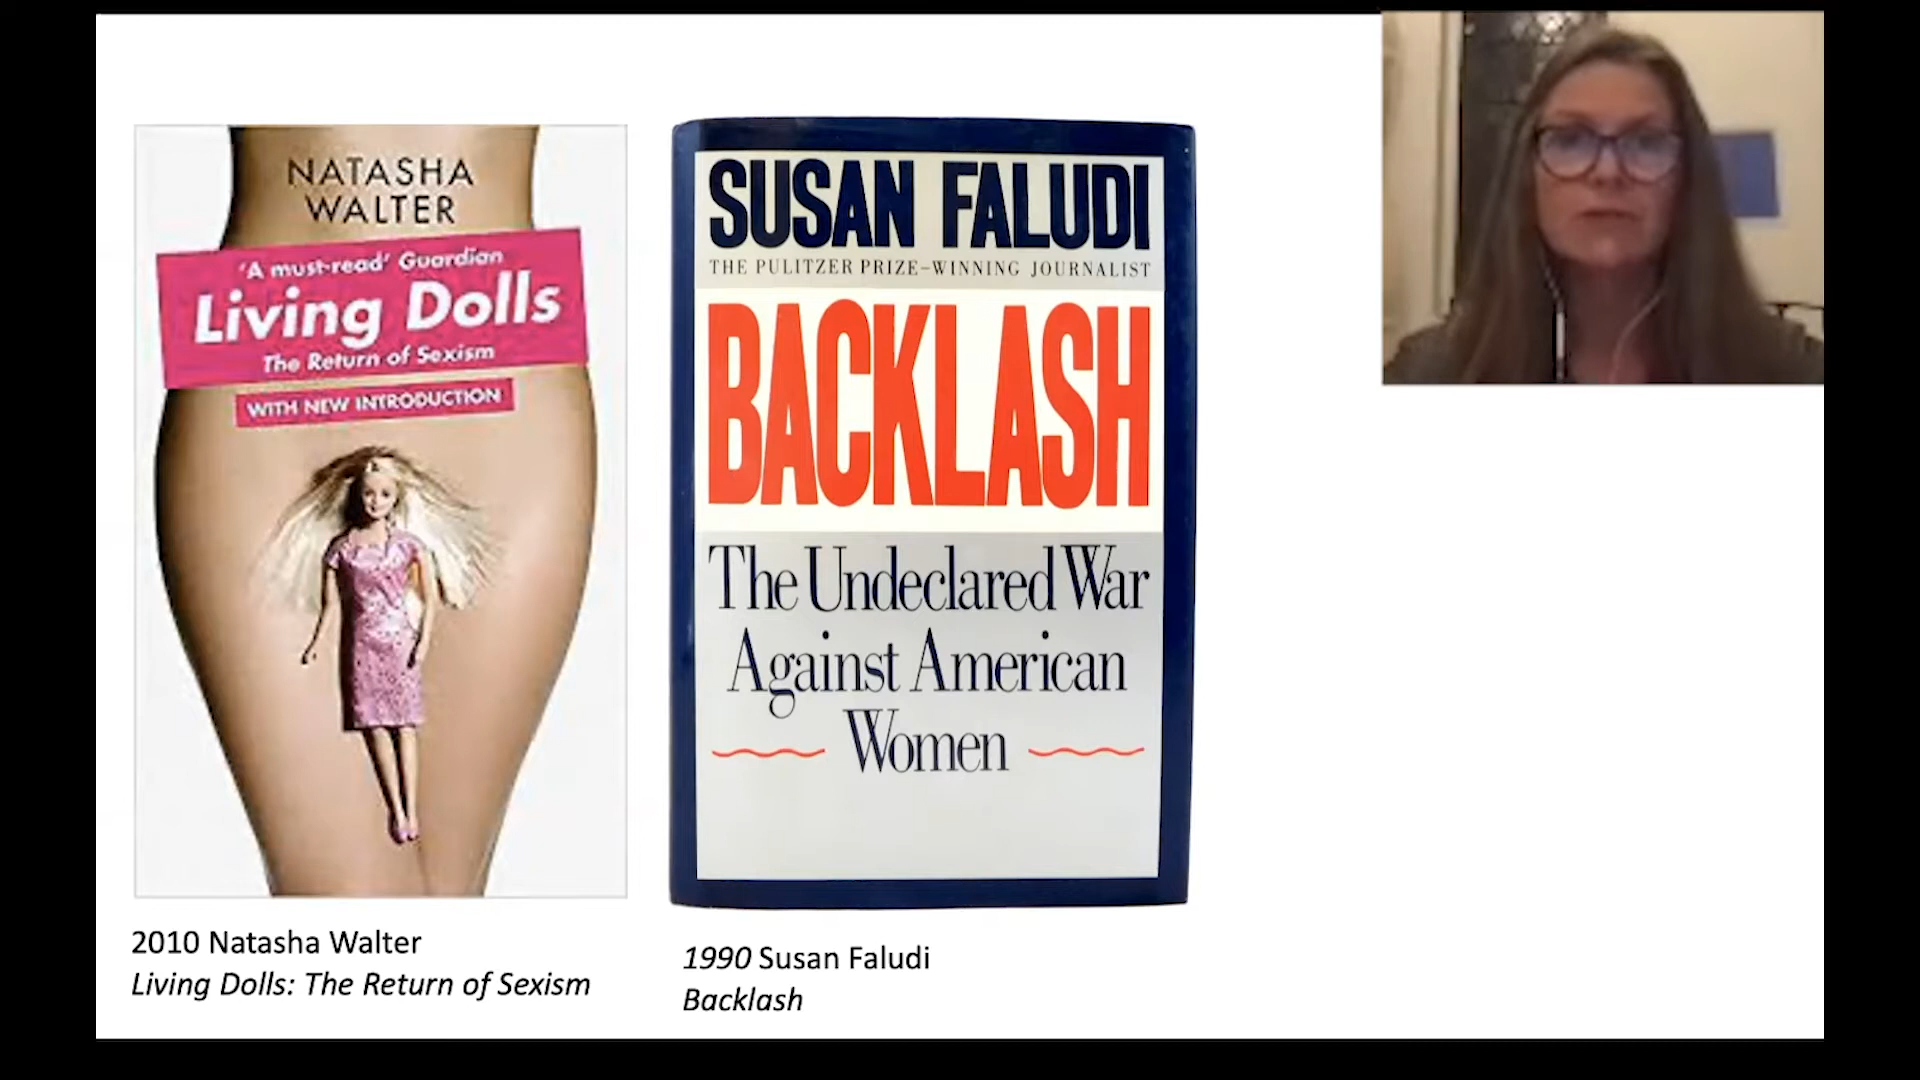 NATASHA
WALTER
'A must-read' Guardian
Living Dolls
The Return of Sexism
WITH NEW INTRODUCTION
2010 Natasha Walter
Living Dolls: The Return of Sexism
SUSAN FALUDI
THE PULITZER PRIZE–WINNING JOURNALIST
BACKLASH
The Undeclared War
Against American
Women
1990 Susan Faludi
Backlash